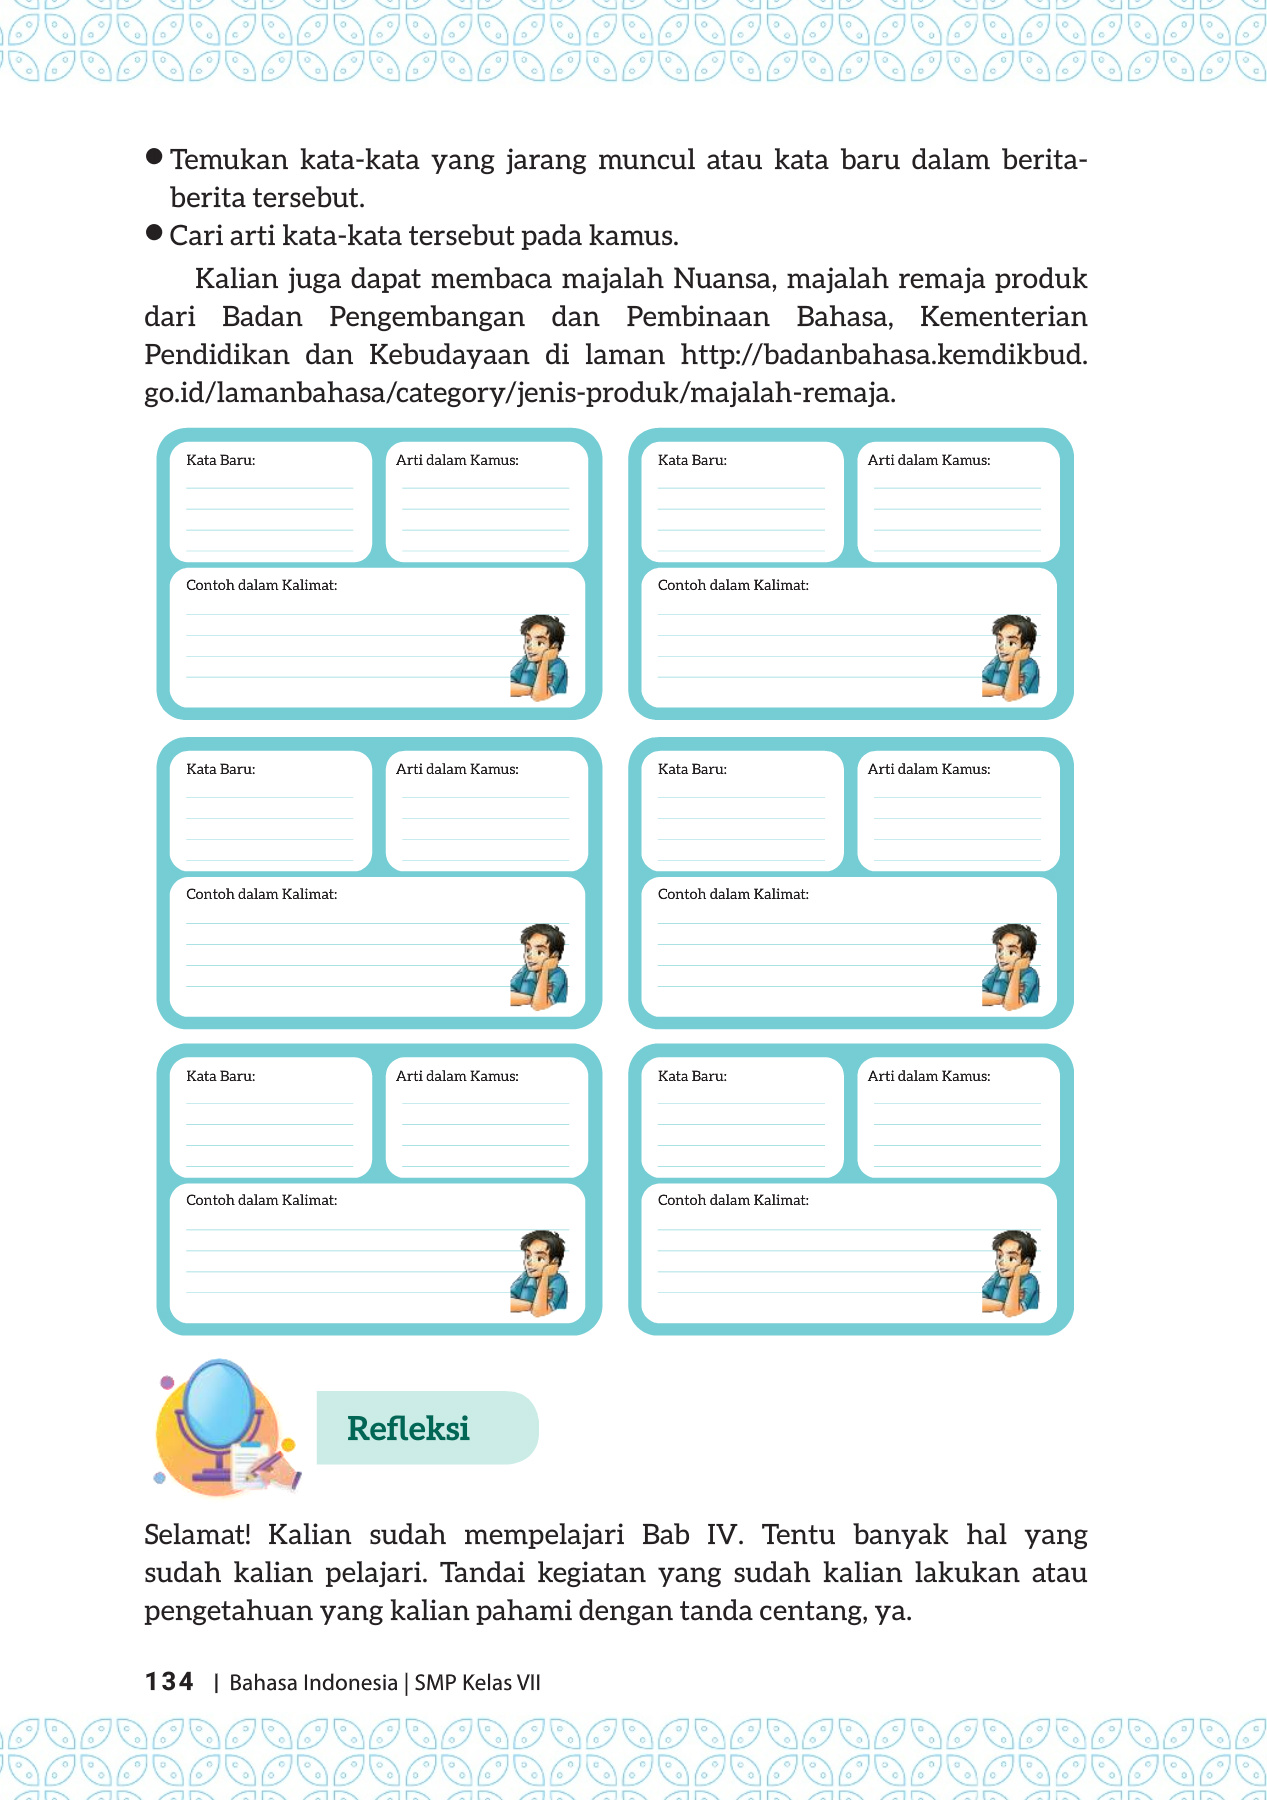 ● Temukan kata-kata yang jarang muncul atau kata baru dalam berita-
berita tersebut.
● Cari arti kata-kata tersebut pada kamus.
Kalian juga dapat membaca majalah Nuansa, majalah remaja produk
dari Badan Pengembangan dan Pembinaan Bahasa, Kementerian
Pendidikan dan Kebudayaan di laman http://badanbahasa.kemdikbud.
go.id/lamanbahasa/category/jenis-produk/majalah-remaja.
Kata Baru:
Arti dalam Kamus:
Contoh dalam Kalimat:
Kata Baru:
Arti dalam Kamus:
Contoh dalam Kalimat:
Kata Baru:
Arti dalam Kamus:
Contoh dalam Kalimat:
Kata Baru:
Arti dalam Kamus:
Contoh dalam Kalimat:
Kata Baru:
Arti dalam Kamus:
Contoh dalam Kalimat:
Kata Baru:
Arti dalam Kamus:
Contoh dalam Kalimat:
Refleksi
Selamat! Kalian sudah mempelajari Bab IV. Tentu banyak hal yang
sudah kalian pelajari. Tandai kegiatan yang sudah kalian lakukan atau
pengetahuan yang kalian pahami dengan tanda centang, ya.
134 | Bahasa Indonesia | SMP Kelas VII